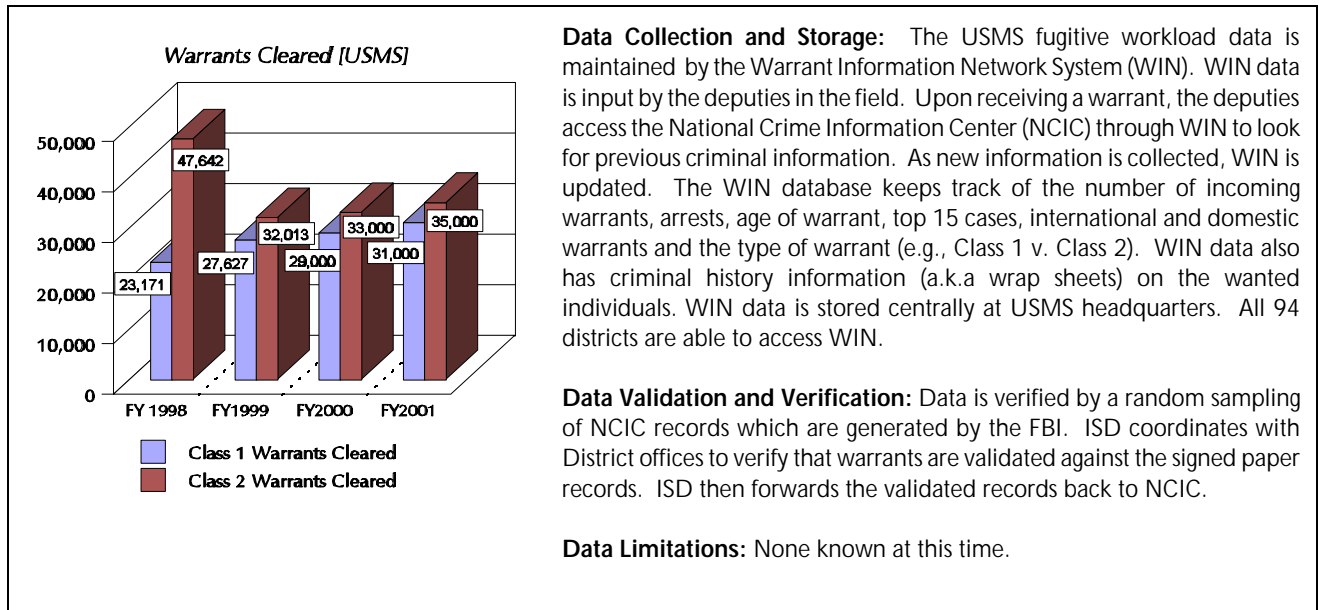 Warrants Cleared [USMS]
50,000
40,000
30,000
20,000
10,000
0
47,642
23,171
32,013
27,627
33,000
29,000
35,000
31,000
FY 1998
FY1999
FY2000
FY2001
Class 1 Warrants Cleared
Class 2 Warrants Cleared
Data Collection and Storage: The USMS fugitive workload data is
maintained by the Warrant Information Network System (WIN). WIN data
is input by the deputies in the field. Upon receiving a warrant, the deputies
access the National Crime Information Center (NCIC) through WIN to look
for previous criminal information. As new information is collected, WIN is
updated. The WIN database keeps track of the number of incoming
warrants, arrests, age of warrant, top 15 cases, international and domestic
warrants and the type of warrant (e.g., Class 1 v. Class 2). WIN data also
has criminal history information (a.k.a wrap sheets) on the wanted
individuals. WIN data is stored centrally at USMS headquarters. All 94
districts are able to access WIN.
Data Validation and Verification: Data is verified by a random sampling
of NCIC records which are generated by the FBI. ISD coordinates with
District offices to verify that warrants are validated against the signed paper
records. ISD then forwards the validated records back to NCIC.
Data Limitations: None known at this time.